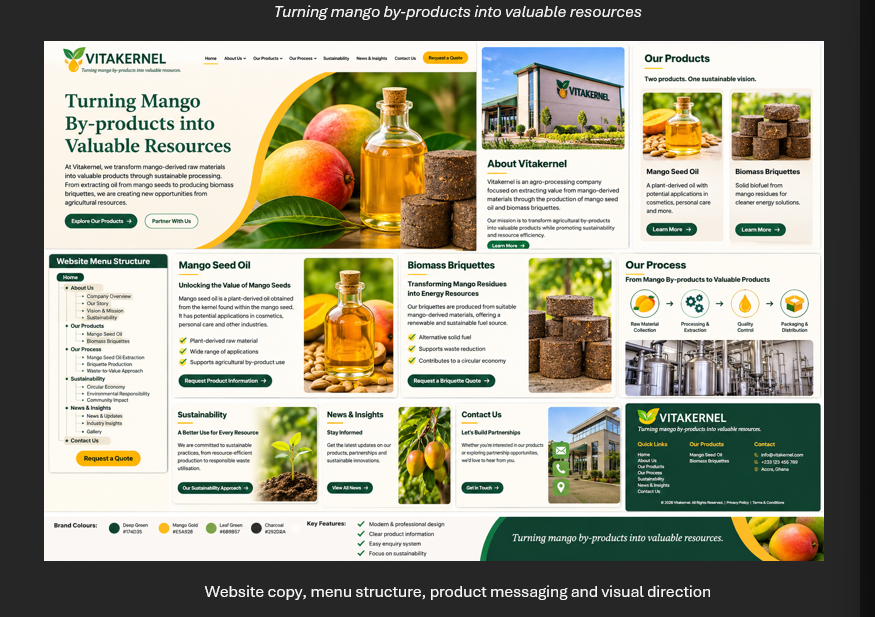 Turning mango by-products into valuable resources
VITAKERNEL
Turning mango by-products into valuable resources.
Home
About Us
Our Products
Our Process
Sustainability
News & Insights
Contact Us
Request a Quote
Turning Mango
By-products into
Valuable Resources
At Vitakernel, we transform mango-derived raw materials
into valuable products through sustainable processing.
From extracting oil from mango seeds to producing biomass
briquettes, we are creating new opportunities from
agricultural resources.
Explore Our Products →
Partner With Us
VITAKERNEL
About Vitakernel
Vitakernel is an agro-processing company
focused on extracting value from mango-derived
materials through the production of mango seed
oil and biomass briquettes.
Our mission is to transform agricultural by-products
into valuable products while promoting sustainability
and resource efficiency.
Learn More →
Our Products
Two products. One sustainable vision.
Mango Seed Oil
A plant-derived oil with
potential applications in
cosmetics, personal care
and more.
Learn More →
Biomass Briquettes
Solid biofuel from
mango residues for
cleaner energy solutions.
Learn More →
Website Menu Structure
Home
About Us
Company Overview
Our Story
Vision & Mission
Sustainability
Our Products
Mango Seed Oil
Biomass Briquettes
Our Process
Mango Seed Oil Extraction
Briquette Production
Waste-to-Value Approach
Sustainability
Circular Economy
Environmental Responsibility
Community Impact
News & Insights
News & Updates
Industry Insights
Gallery
Contact Us
Request a Quote
Mango Seed Oil
Unlocking the Value of Mango Seeds
Mango seed oil is a plant-derived oil obtained
from the kernel found within the mango seed.
It has potential applications in cosmetics,
personal care and other industries.
Plant-derived raw material
Wide range of applications
Supports agricultural by-product use
Request Product Information →
Biomass Briquettes
Transforming Mango Residues
into Energy Resources
Our briquettes are produced from suitable
mango-derived materials, offering a
renewable and sustainable fuel source.
Alternative solid fuel
Supports waste reduction
Contributes to a circular economy
Request a Briquette Quote →
Our Process
From Mango By-products to Valuable Products
Raw Material
Collection
Processing &
Extraction
Quality
Control
Packaging &
Distribution
Sustainability
A Better Use for Every Resource
We are committed to sustainable
practices, from resource-efficient
production to responsible waste
utilisation.
Our Sustainability Approach →
News & Insights
Stay Informed
Get the latest updates on our
products, partnerships and
sustainable innovations.
View All News →
Contact Us
Let's Build Partnerships
Whether you're interested in our products
or exploring partnership opportunities,
we'd love to hear from you.
Get in Touch →
VITAKERNEL
Turning mango by-products into valuable resources.
Quick Links
Home
About Us
Our Products
Our Process
Sustainability
News & Insights
Contact Us
Our Products
Mango Seed Oil
Biomass Briquettes
Contact
info@vitakernel.com
+233 123 456 789
Accra, Ghana
© 2026 Vitakernel. All Rights Reserved. | Privacy Policy | Terms & Conditions
Brand Colours:
Deep Green
#174D35
Mango Gold
Leaf Green
Charcoal
Key Features:
Modern & professional design
Clear product information
Easy enquiry system
Focus on sustainability
Turning mango by-products into valuable resources.
Website copy, menu structure, product messaging and visual direction